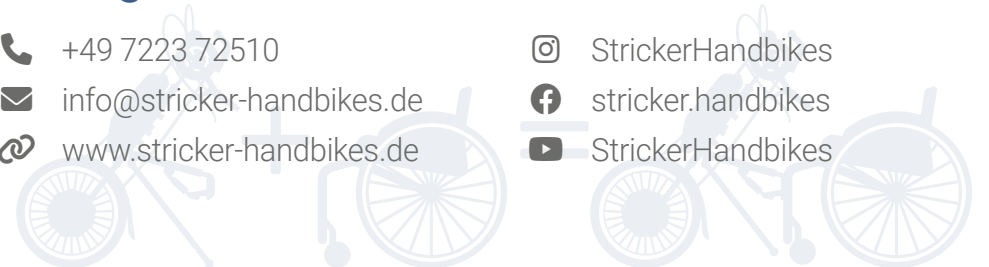 +49 7223 72510
info@stricker-handbikes.de
www.stricker-handbikes.de
StrickerHandbikes
stricker.handbikes
StrickerHandbikes